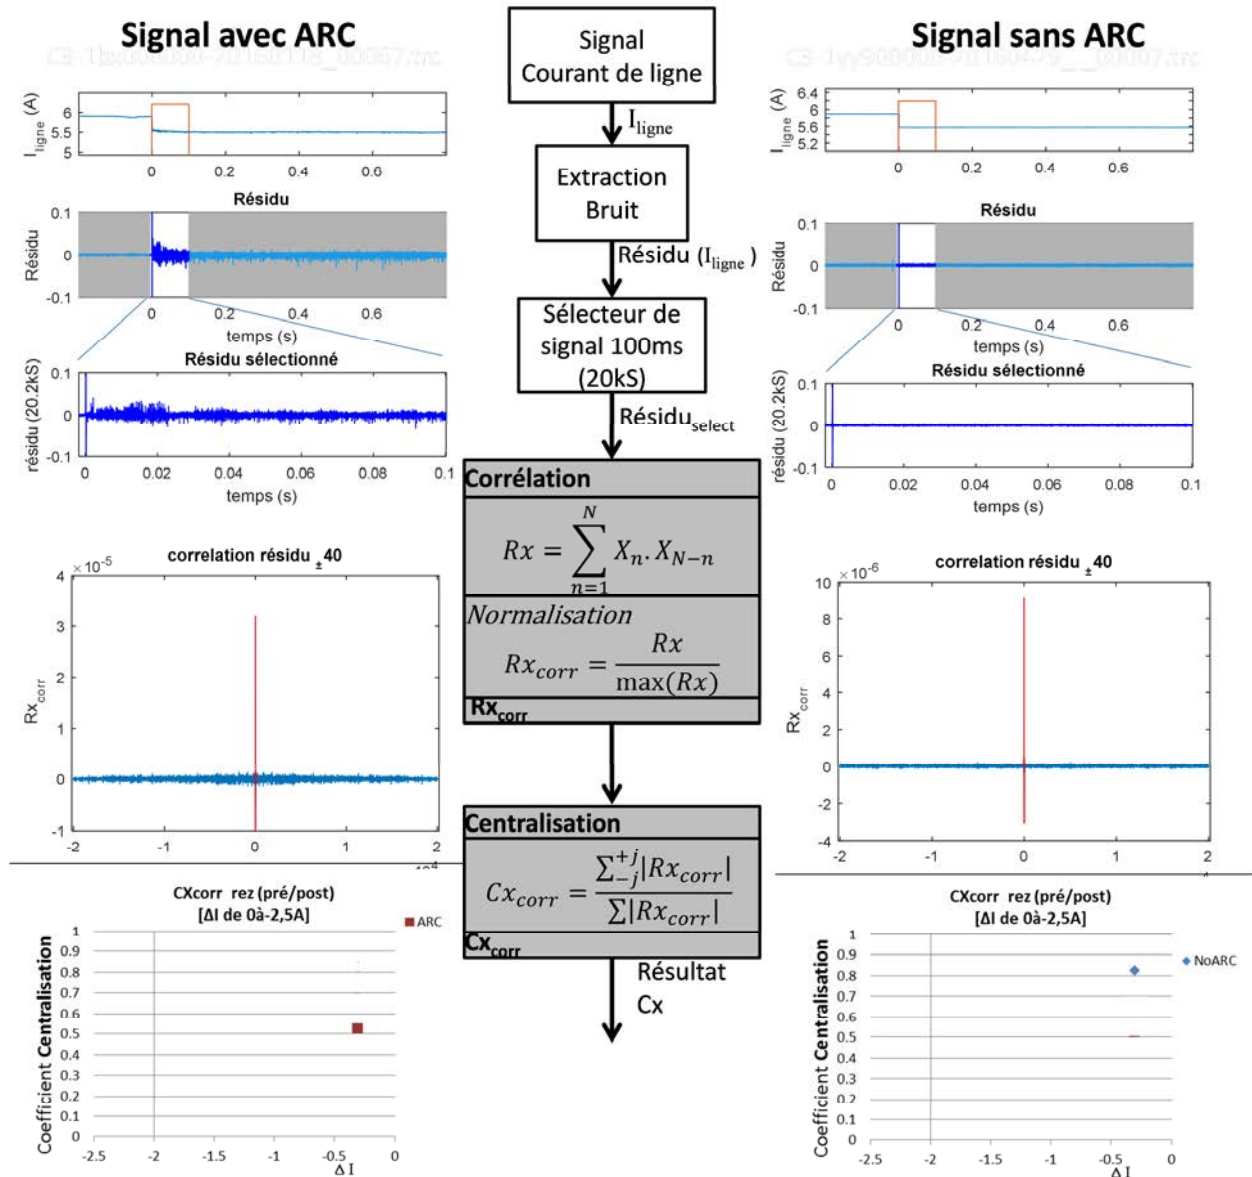 Signal avec ARC
I_ligne (A)
6
5.5
5
0
0.2
0.4
0.6
Résidu
Résidu
0.1
0
-0.1
0
0.2
0.4
0.6
temps (s)
Résidu sélectionné
résidu (20.2kS)
0.1
0
-0.1
0
0.02
0.04
0.06
0.08
0.1
temps (s)
correlation résidu ±40
× 10⁻⁵
Rx_corr
4
3
2
1
0
-1
-2
-1
0
1
2
CXcorr rez (pré/post)
[ΔI de 0à-2,5A]
ARC
Coefficient Centralisation
1
0.9
0.8
0.7
0.6
0.5
0.4
0.3
0.2
0.1
0
-2.5
-2
-1.5
-1
-0.5
0
Δ I
Signal
Courant de ligne
I_ligne
Extraction
Bruit
Résidu (I_ligne)
Sélecteur de
signal 100ms
(20kS)
Résidu_select
Corrélation
Rx = ∑_{n=1}^{N} X_n . X_{N−n}
Normalisation
Rx_corr = Rx / max(Rx)
Rx_corr
Centralisation
Cx_corr = ∑_{-j}^{+j}|Rx_corr| / ∑|Rx_corr|
Cx_corr
Résultat
Cx
Signal sans ARC
I_ligne (A)
6.4
6
5.6
5.2
0
0.2
0.4
0.6
Résidu
Résidu
0.1
0
-0.1
0
0.2
0.4
0.6
temps (s)
Résidu sélectionné
résidu (20.2kS)
0.1
0
-0.1
0
0.02
0.04
0.06
0.08
0.1
temps (s)
correlation résidu ±40
× 10⁻⁶
Rx_corr
10
8
6
4
2
0
-2
-4
-2
-1
0
1
2
CXcorr rez (pré/post)
[ΔI de 0à-2,5A]
NoARC
Coefficient Centralisation
1
0.9
0.8
0.7
0.6
0.5
0.4
0.3
0.2
0.1
0
-2.5
-2
-1.5
-1
-0.5
0
Δ I